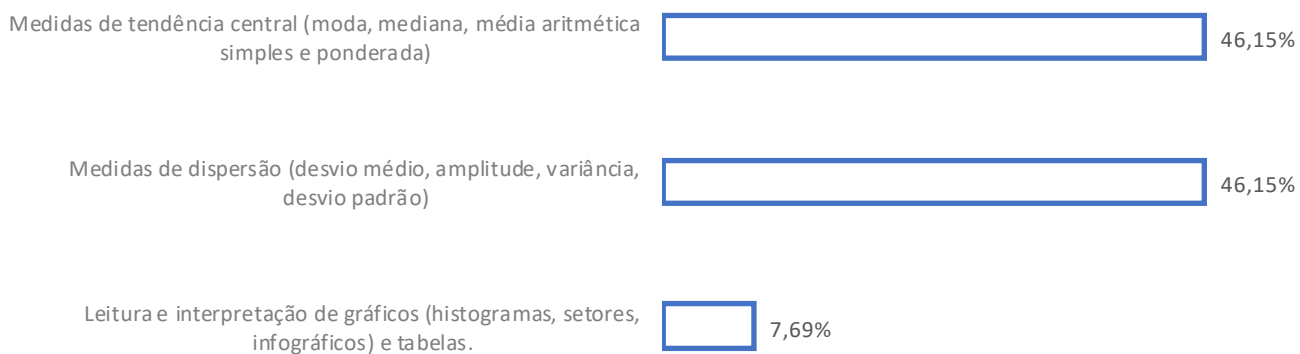 Medidas de tendência central (moda, mediana, média aritmética
simples e ponderada)
46,15%
Medidas de dispersão (desvio médio, amplitude, variância,
desvio padrão)
46,15%
Leitura e interpretação de gráficos (histogramas, setores,
infográficos) e tabelas.
7,69%